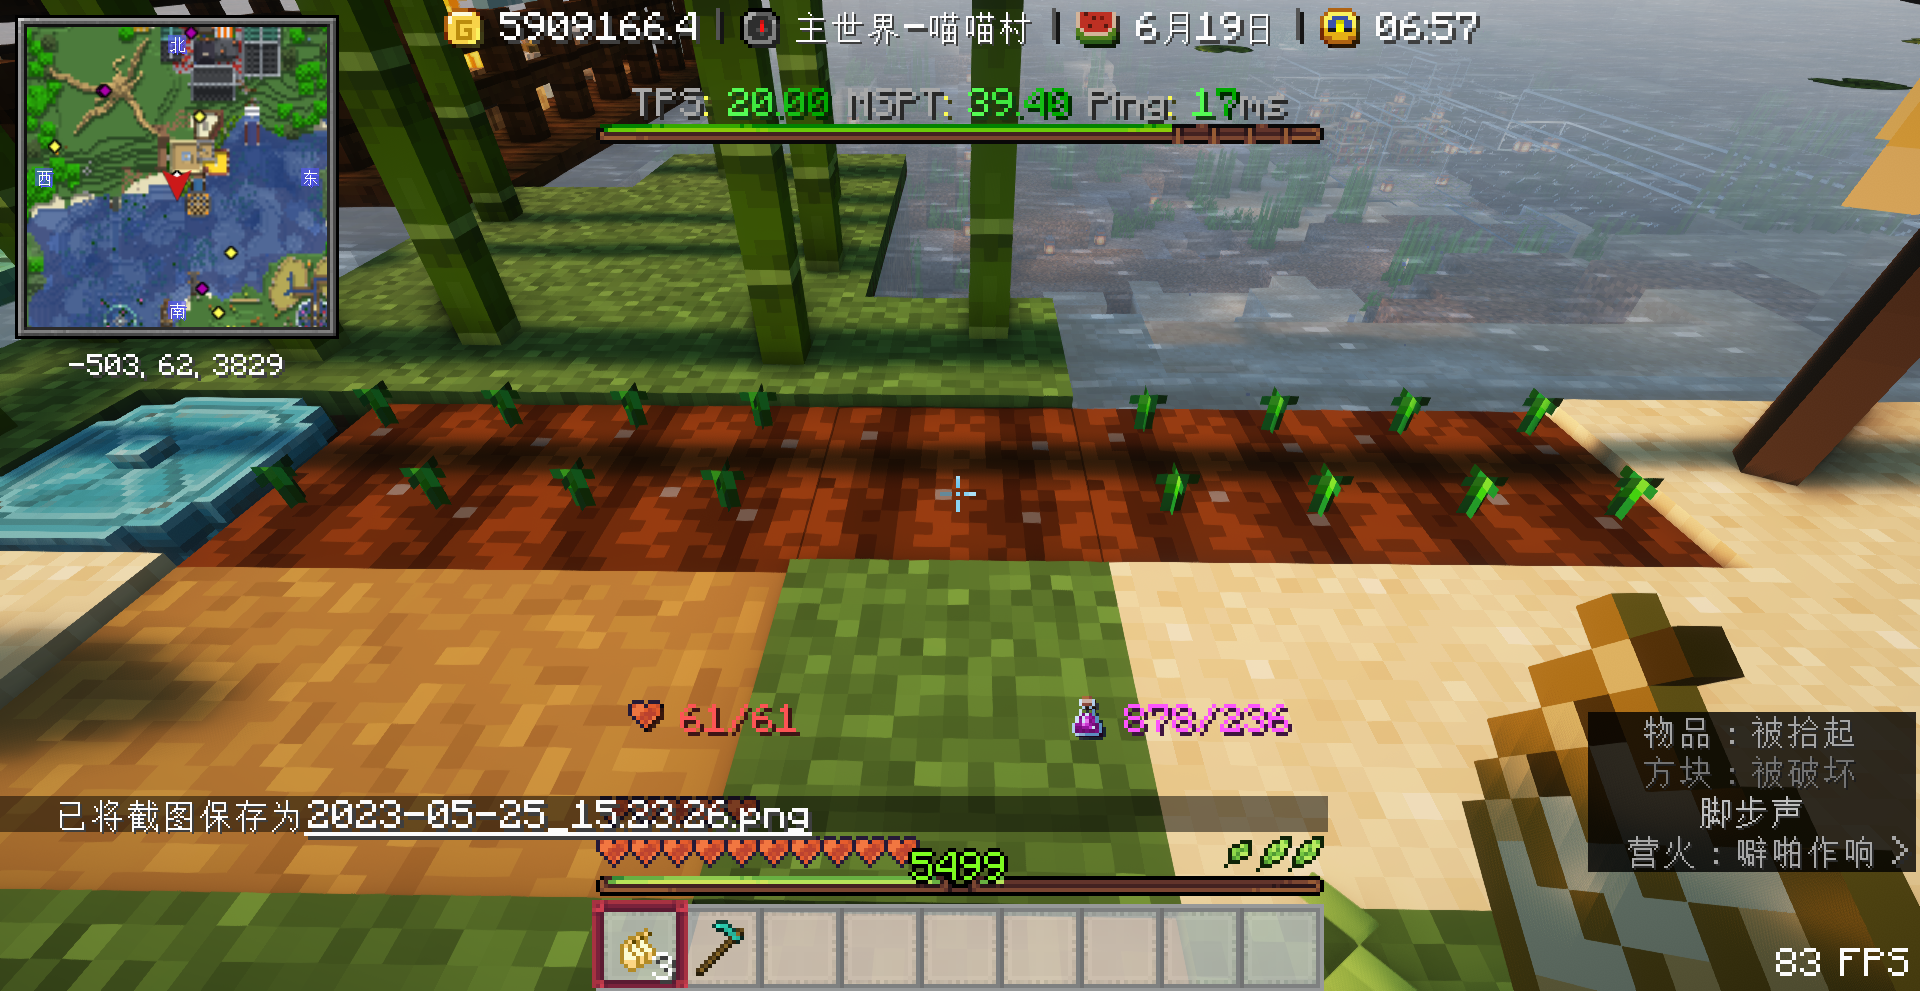 5909166.4 主世界-喵喵村 6月19日 06:57
TPS: 20.00 MSPT: 39.40 Ping: 17ms
北
西
东
南
-503, 62, 3829
61/61
878/236
物品：被拾起
方块：被破坏
脚步声
营火：噼啪作响 >
已将截图保存为2023-05-25_15.23.26.png
5499
3
83 FPS